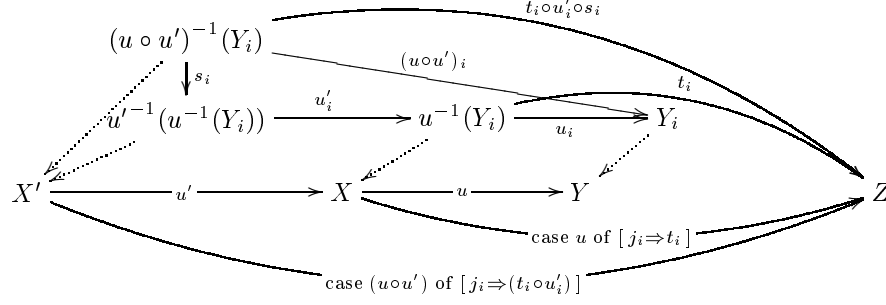 t_i∘u'_i∘s_i
(u ∘ u')^{-1}(Y_i)
(u∘u')_i
s_i
t_i
u'_i
u'^{-1}(u^{-1}(Y_i))
u^{-1}(Y_i)
u_i
Y_i
X'
u'
X
u
Y
Z
case u of [ j_i⇒t_i ]
case (u∘u') of [ j_i⇒(t_i∘u'_i) ]